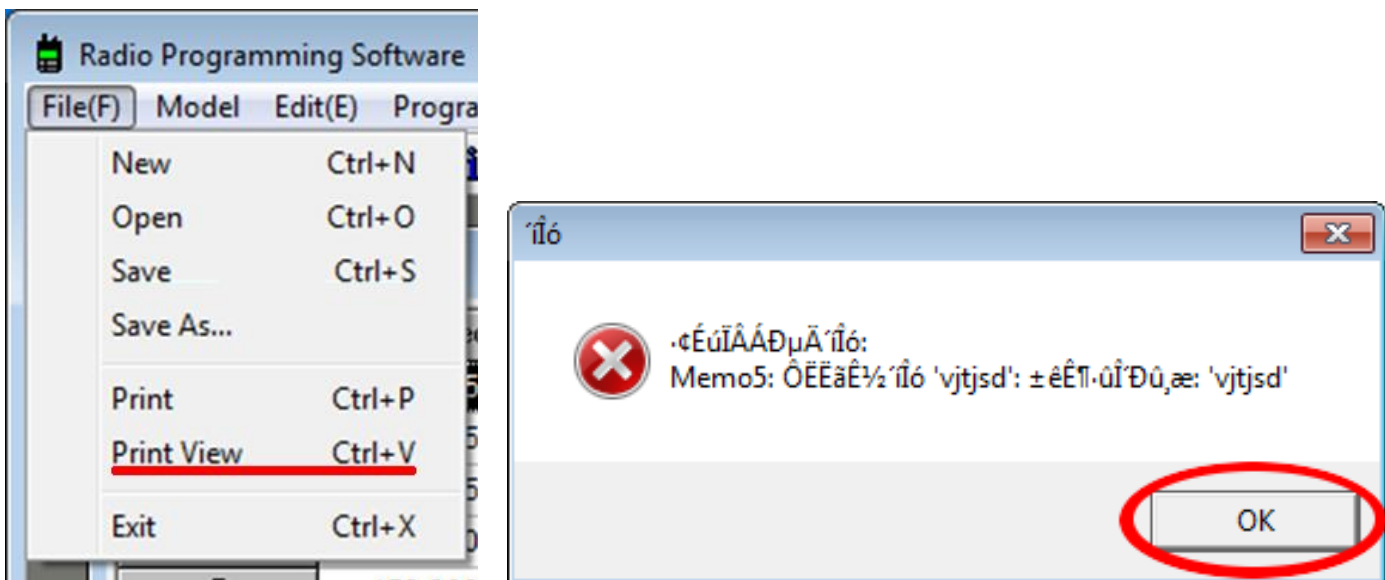 Radio Programming Software
File(F) Model Edit(E) Progra
New Ctrl+N
Open Ctrl+O
Save Ctrl+S
Save As...
Print Ctrl+P
Print View Ctrl+V
Exit Ctrl+X
´íÎó
·¢ÉúÏÂÁÐµÄ´íÎó:
Memo5: ÔËËãÊ½´íÎó 'vjtjsd': ±êÊ¶·ûÎ´Ðû¸æ: 'vjtjsd'
OK